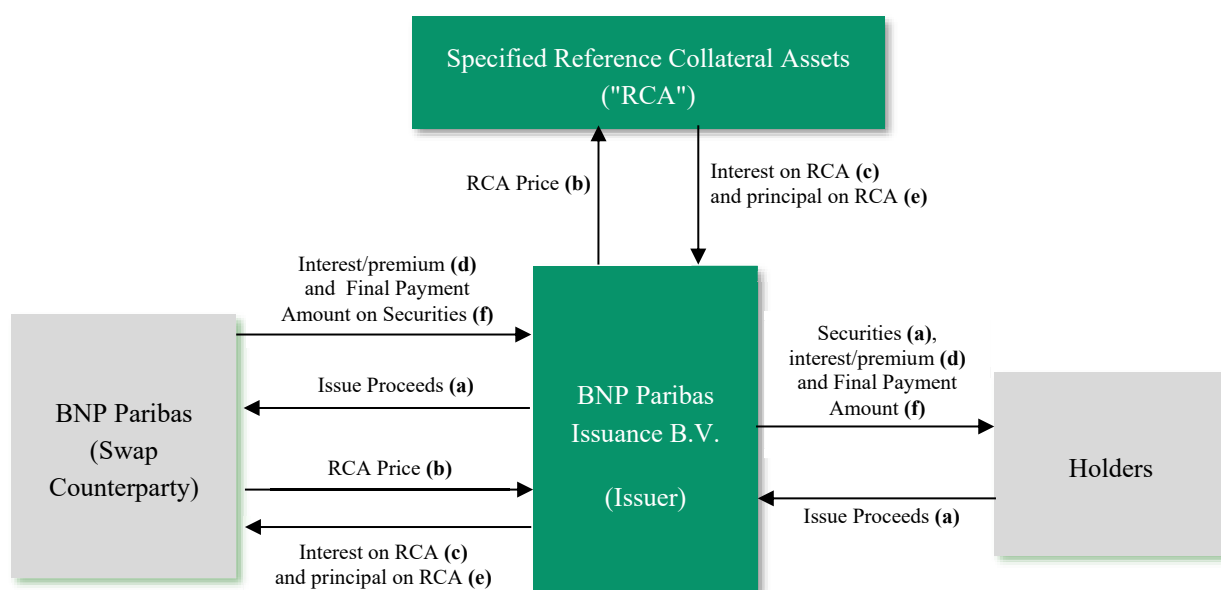 Specified Reference Collateral Assets
("RCA")
RCA Price (b)
Interest on RCA (c)
and principal on RCA (e)
Interest/premium (d)
and Final Payment
Amount on Securities (f)
Issue Proceeds (a)
RCA Price (b)
Interest on RCA (c)
and principal on RCA (e)
BNP Paribas
(Swap
Counterparty)
BNP Paribas
Issuance B.V.
(Issuer)
Securities (a),
interest/premium (d)
and Final Payment
Amount (f)
Issue Proceeds (a)
Holders